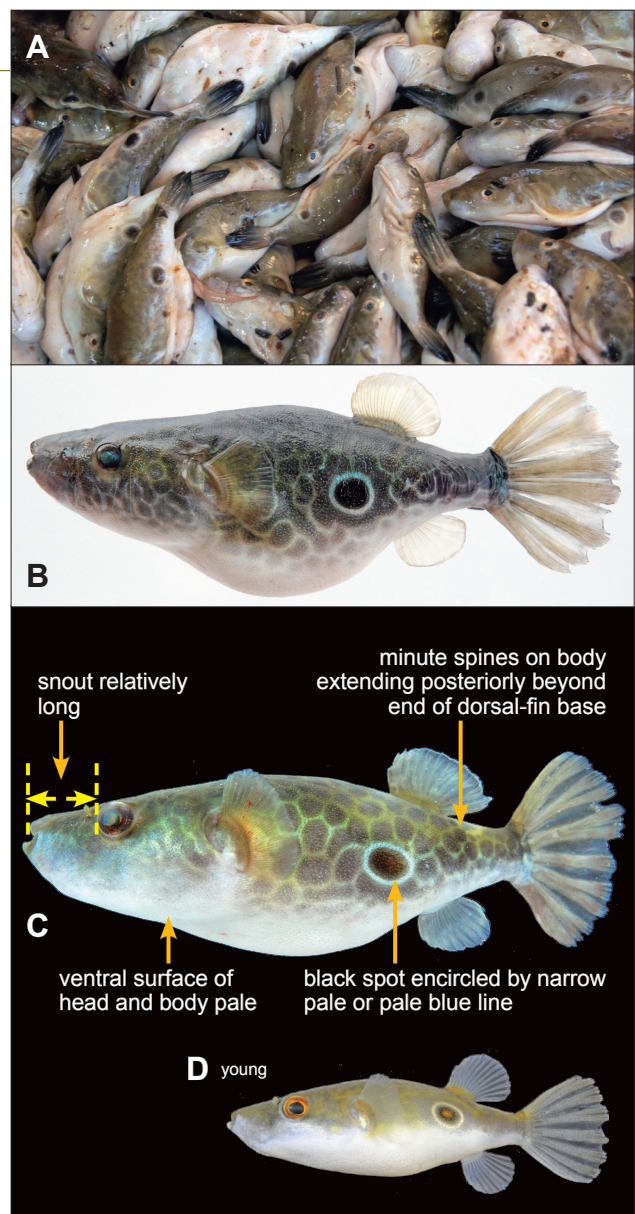 A
B
snout relatively
long
minute spines on body
extending posteriorly beyond
end of dorsal-fin base
C
ventral surface of
head and body pale
black spot encircled by narrow
pale or pale blue line
D young